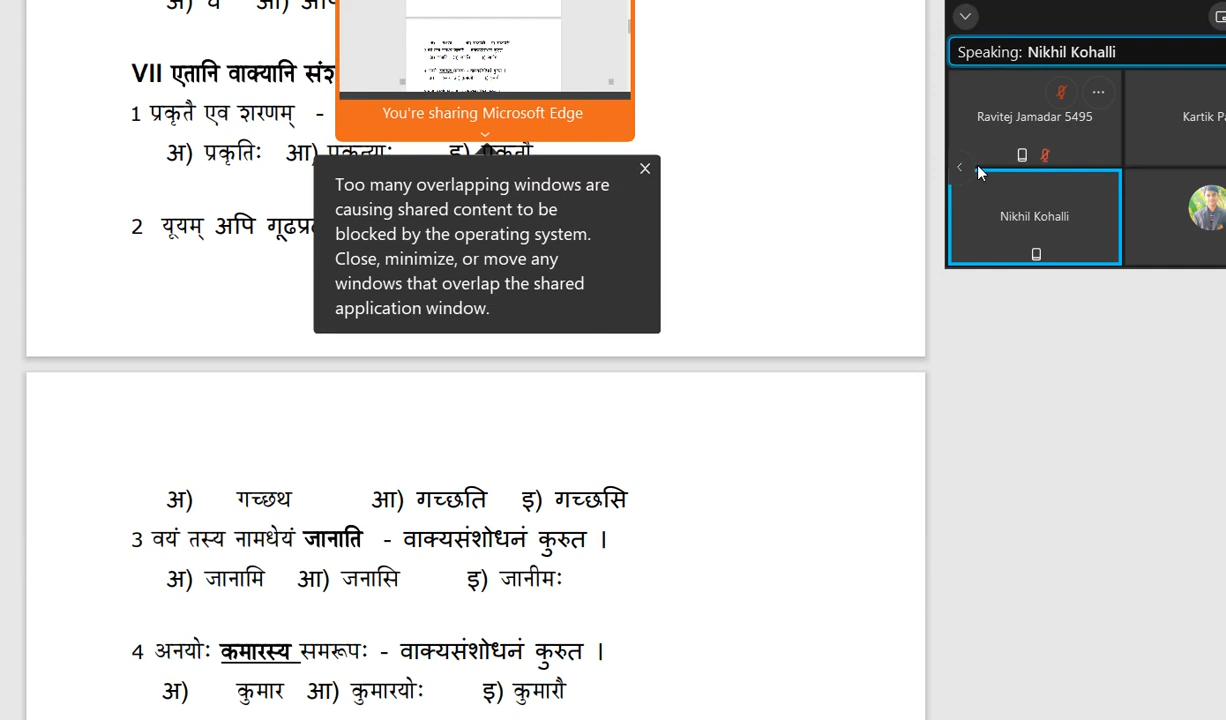 VII एतानि वाक्यानि
You're sharing Microsoft Edge
1 प्रकृतै एव शरणम् -
अ) प्रकृतिः आ) प्रकृत्याः इ) प्रकृतौ
Too many overlapping windows are
causing shared content to be
blocked by the operating system.
Close, minimize, or move any
windows that overlap the shared
application window.
2 यूयम् अपि
अ) गच्छथ आ) गच्छति इ) गच्छसि
3 वयं तस्य नामधेयं जानाति - वाक्यसंशोधनं कुरुत ।
अ) जानामि आ) जनासि इ) जानीमः
4 अनयोः कमारस्य समरूपः - वाक्यसंशोधनं कुरुत ।
अ) कुमार आ) कुमारयोः इ) कुमारौ
Speaking: Nikhil Kohalli
Ravitej Jamadar 5495
Kartik
Nikhil Kohalli